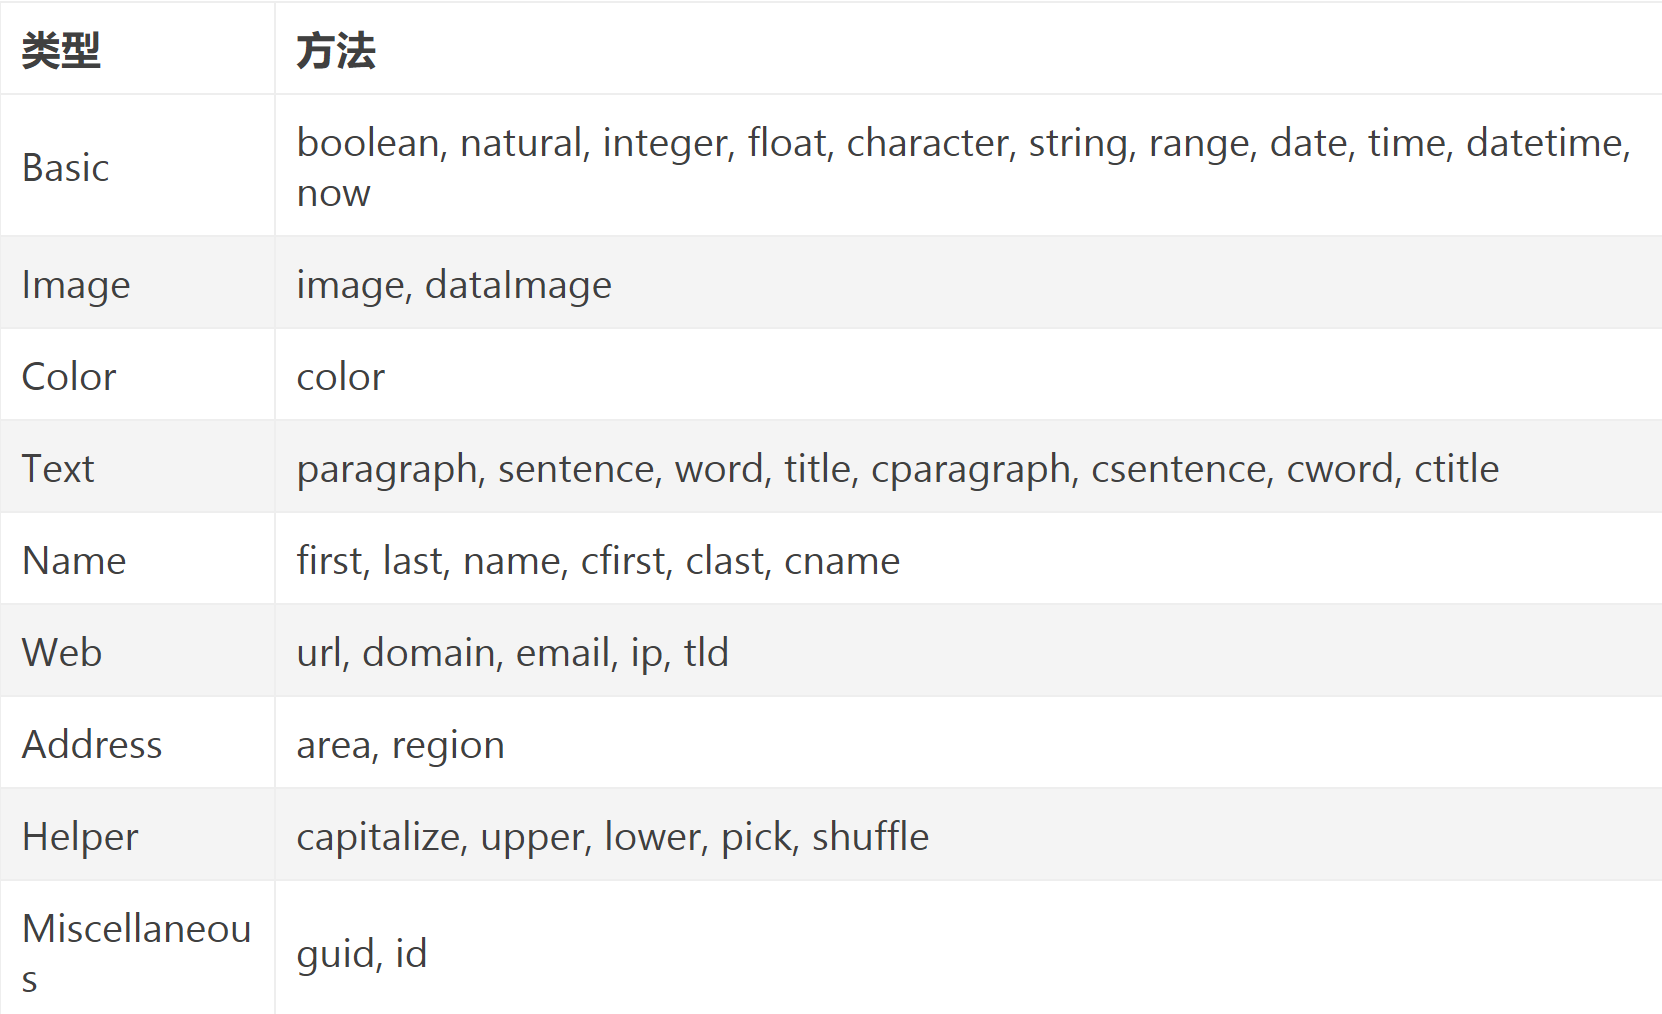 类型 方法
Basic boolean, natural, integer, float, character, string, range, date, time, datetime,
now
Image image, dataImage
Color color
Text paragraph, sentence, word, title, cparagraph, csentence, cword, ctitle
Name first, last, name, cfirst, clast, cname
Web url, domain, email, ip, tld
Address area, region
Helper capitalize, upper, lower, pick, shuffle
Miscellaneou
s
guid, id